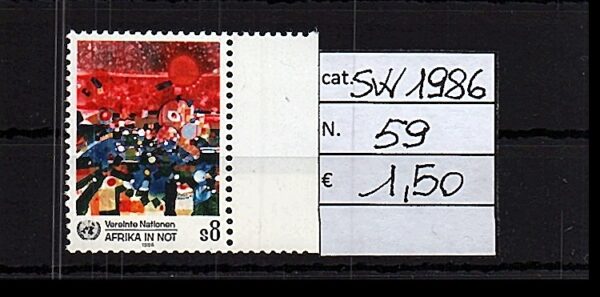 Vereinte Nationen
AFRIKA IN NOT
1986
s8
cat. SW 1986
N. 59
€ 1,50